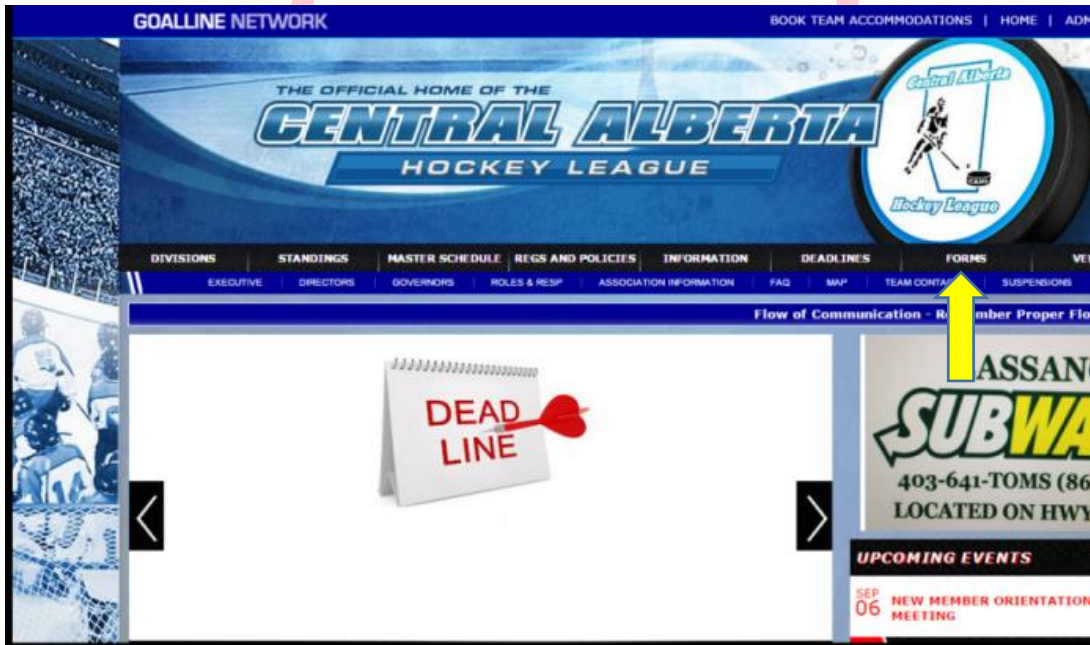 GOALLINE NETWORK
BOOK TEAM ACCOMMODATIONS | HOME |
THE OFFICIAL HOME OF THE
CENTRAL ALBERTA
HOCKEY LEAGUE
Central Alberta
CAHL
Hockey League
DIVISIONS STANDINGS MASTER SCHEDULE REGS AND POLICIES INFORMATION DEADLINES FORMS
EXECUTIVE DIRECTORS GOVERNORS ROLES & RESP ASSOCIATION INFORMATION FAQ MAP TEAM SUSPENSIONS
Flow of Communication - Proper
DEAD
LINE
403-641-TOMS
LOCATED ON
UPCOMING EVENTS
SEP
06
NEW MEMBER ORIENTATION
MEETING